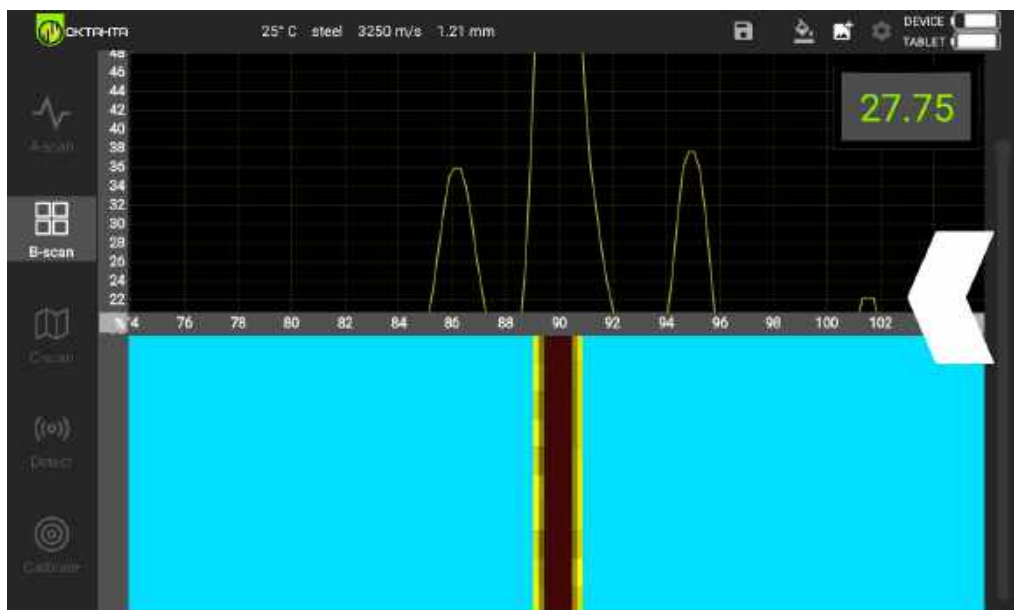 ОКТАНТА
25° C steel 3250 m/s 1.21 mm
DEVICE
TABLET
48
46
44
42
40
38
36
34
32
30
28
26
24
22
27.75
A-scan
B-scan
C-scan
Detect
Calibrate
% 74 76 78 80 82 84 86 88 90 92 94 96 98 100 102